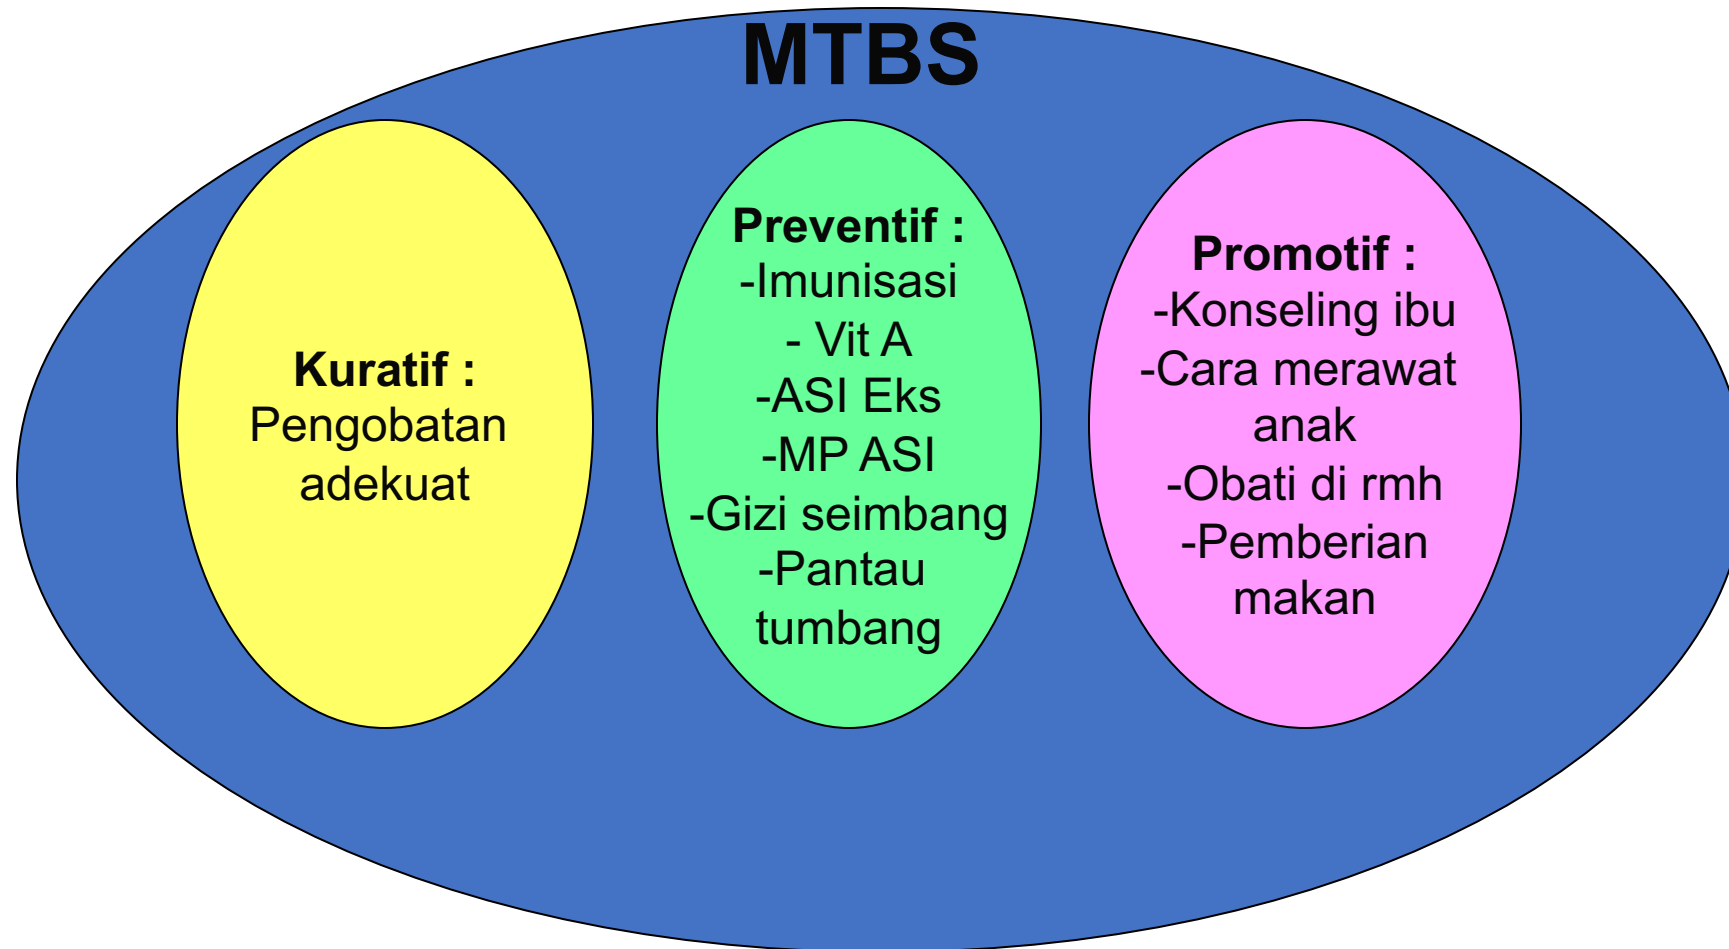 MTBS
Kuratif :
Pengobatan
adekuat
Preventif :
-Imunisasi
- Vit A
-ASI Eks
-MP ASI
-Gizi seimbang
-Pantau
tumbang
Promotif :
-Konseling ibu
-Cara merawat
anak
-Obati di rmh
-Pemberian
makan